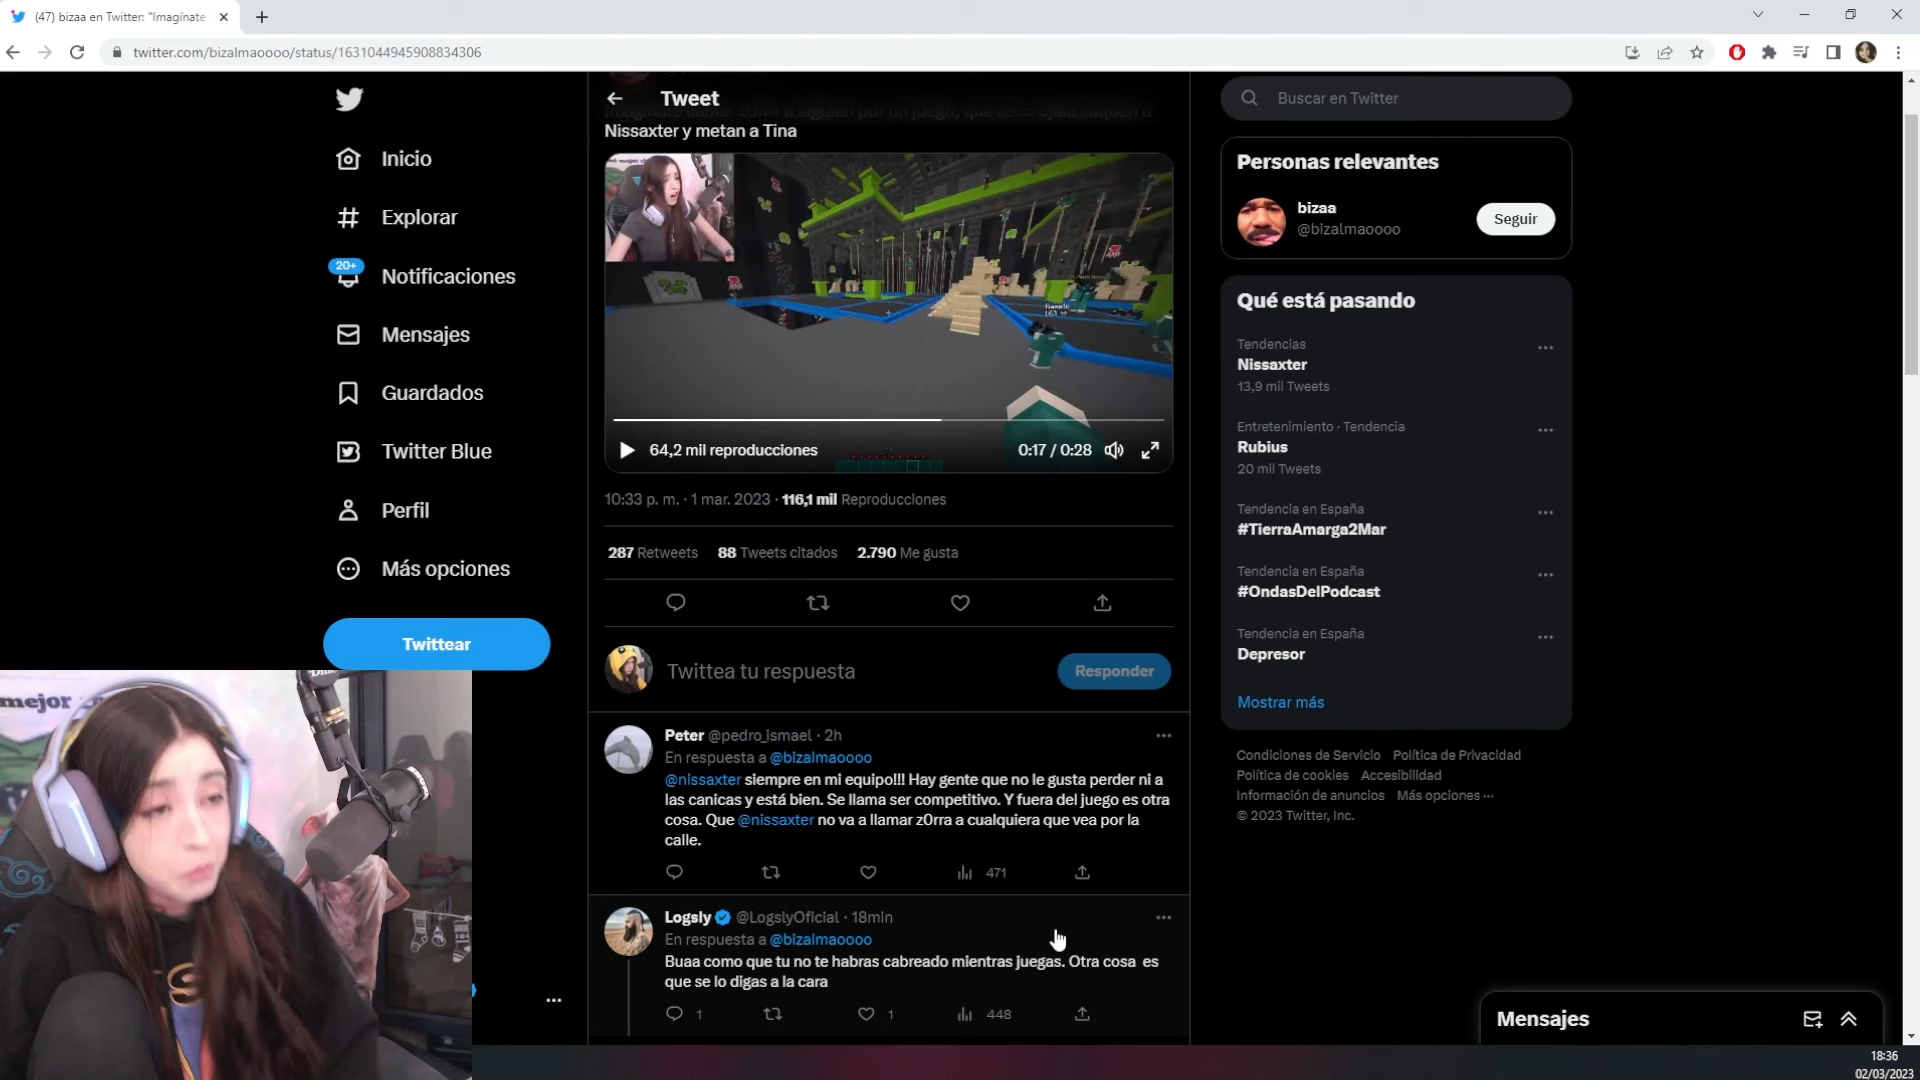 (47) bizaa en Twitter: "Imagínate
twitter.com/bizalmaoooo/status/1631044945908834306
Inicio
Explorar
20+
Notificaciones
Mensajes
Guardados
Twitter Blue
Perfil
Más opciones
Twittear
mejor
Tweet
Nissaxter y metan a Tina
64,2 mil reproducciones
0:17 / 0:28
10:33 p. m. · 1 mar. 2023 · 116,1 mil Reproducciones
287 Retweets 88 Tweets citados 2.790 Me gusta
Twittea tu respuesta
Responder
Peter @pedro_ismael · 2h
En respuesta a @bizalmaoooo
@nissaxter siempre en mi equipo!!! Hay gente que no le gusta perder ni a
las canicas y está bien. Se llama ser competitivo. Y fuera del juego es otra
cosa. Que @nissaxter no va a llamar z0rra a cualquiera que vea por la
calle.
471
Logsly @LogslyOficial · 18min
En respuesta a @bizalmaoooo
Buaa como que tu no te habras cabreado mientras juegas. Otra cosa es
que se lo digas a la cara
1
1
448
Buscar en Twitter
Personas relevantes
bizaa
@bizalmaoooo
Seguir
Qué está pasando
Tendencias
Nissaxter
13,9 mil Tweets
Entretenimiento · Tendencia
Rubius
20 mil Tweets
Tendencia en España
#TierraAmarga2Mar
Tendencia en España
#OndasDelPodcast
Tendencia en España
Depresor
Mostrar más
Condiciones de Servicio Política de Privacidad
Política de cookies Accesibilidad
Información de anuncios Más opciones ···
© 2023 Twitter, Inc.
Mensajes
18:36
02/03/2023